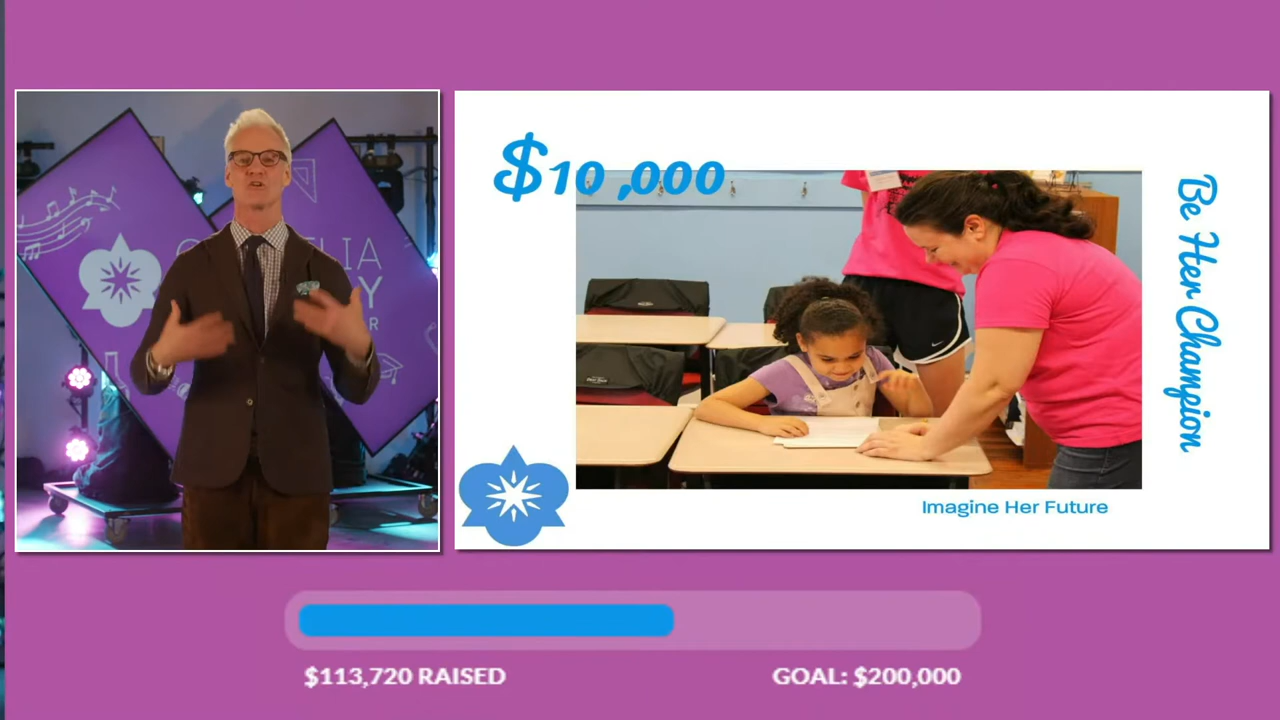 $10,000
Be Her Champion
Imagine Her Future
$113,720 RAISED
GOAL: $200,000